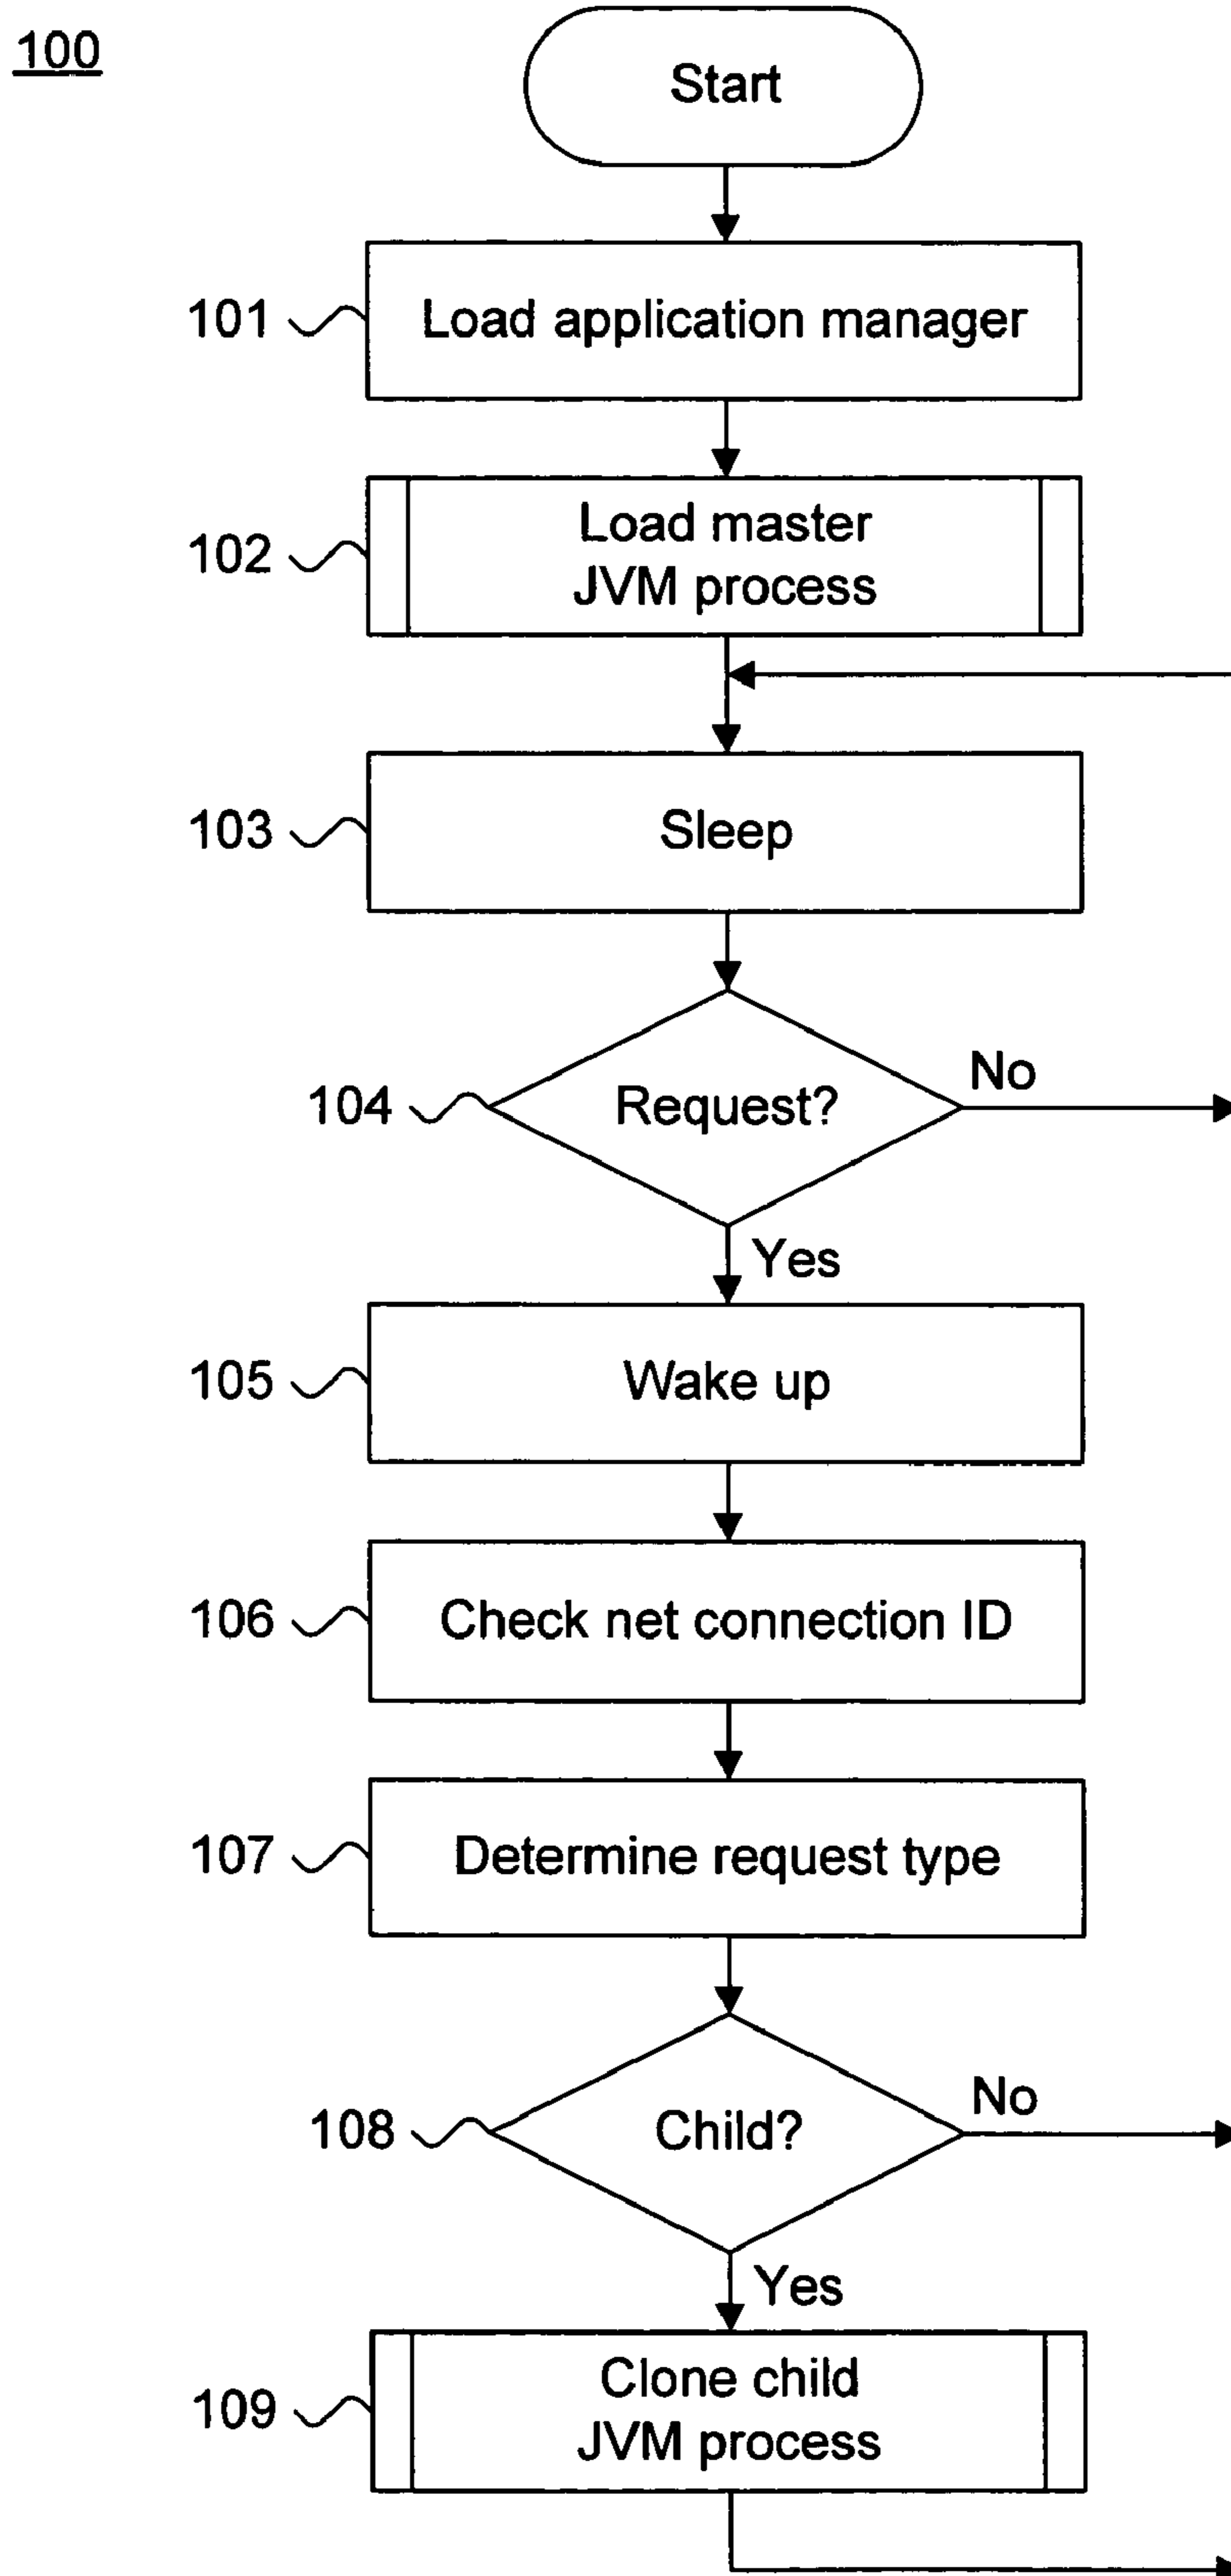 100
Start
101 Load application manager
102 Load master
JVM process
103 Sleep
104 Request? No
Yes
105 Wake up
106 Check net connection ID
107 Determine request type
108 Child? No
Yes
109 Clone child
JVM process